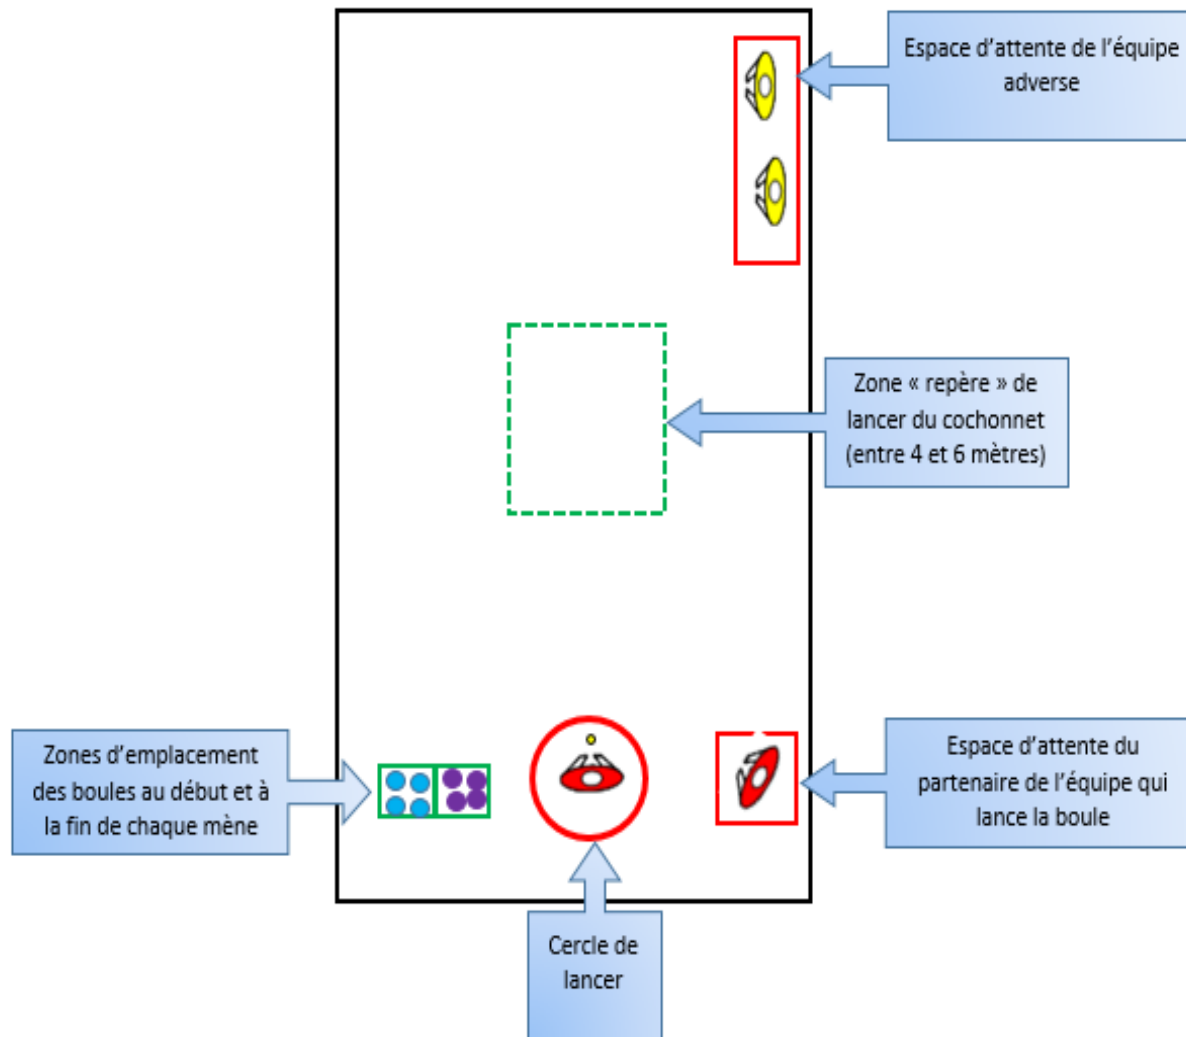 Espace d'attente de l'équipe
adverse
Zone « repère » de
lancer du cochonnet
(entre 4 et 6 mètres)
Zones d'emplacement
des boules au début et à
la fin de chaque mène
Espace d'attente du
partenaire de l'équipe qui
lance la boule
Cercle de
lancer